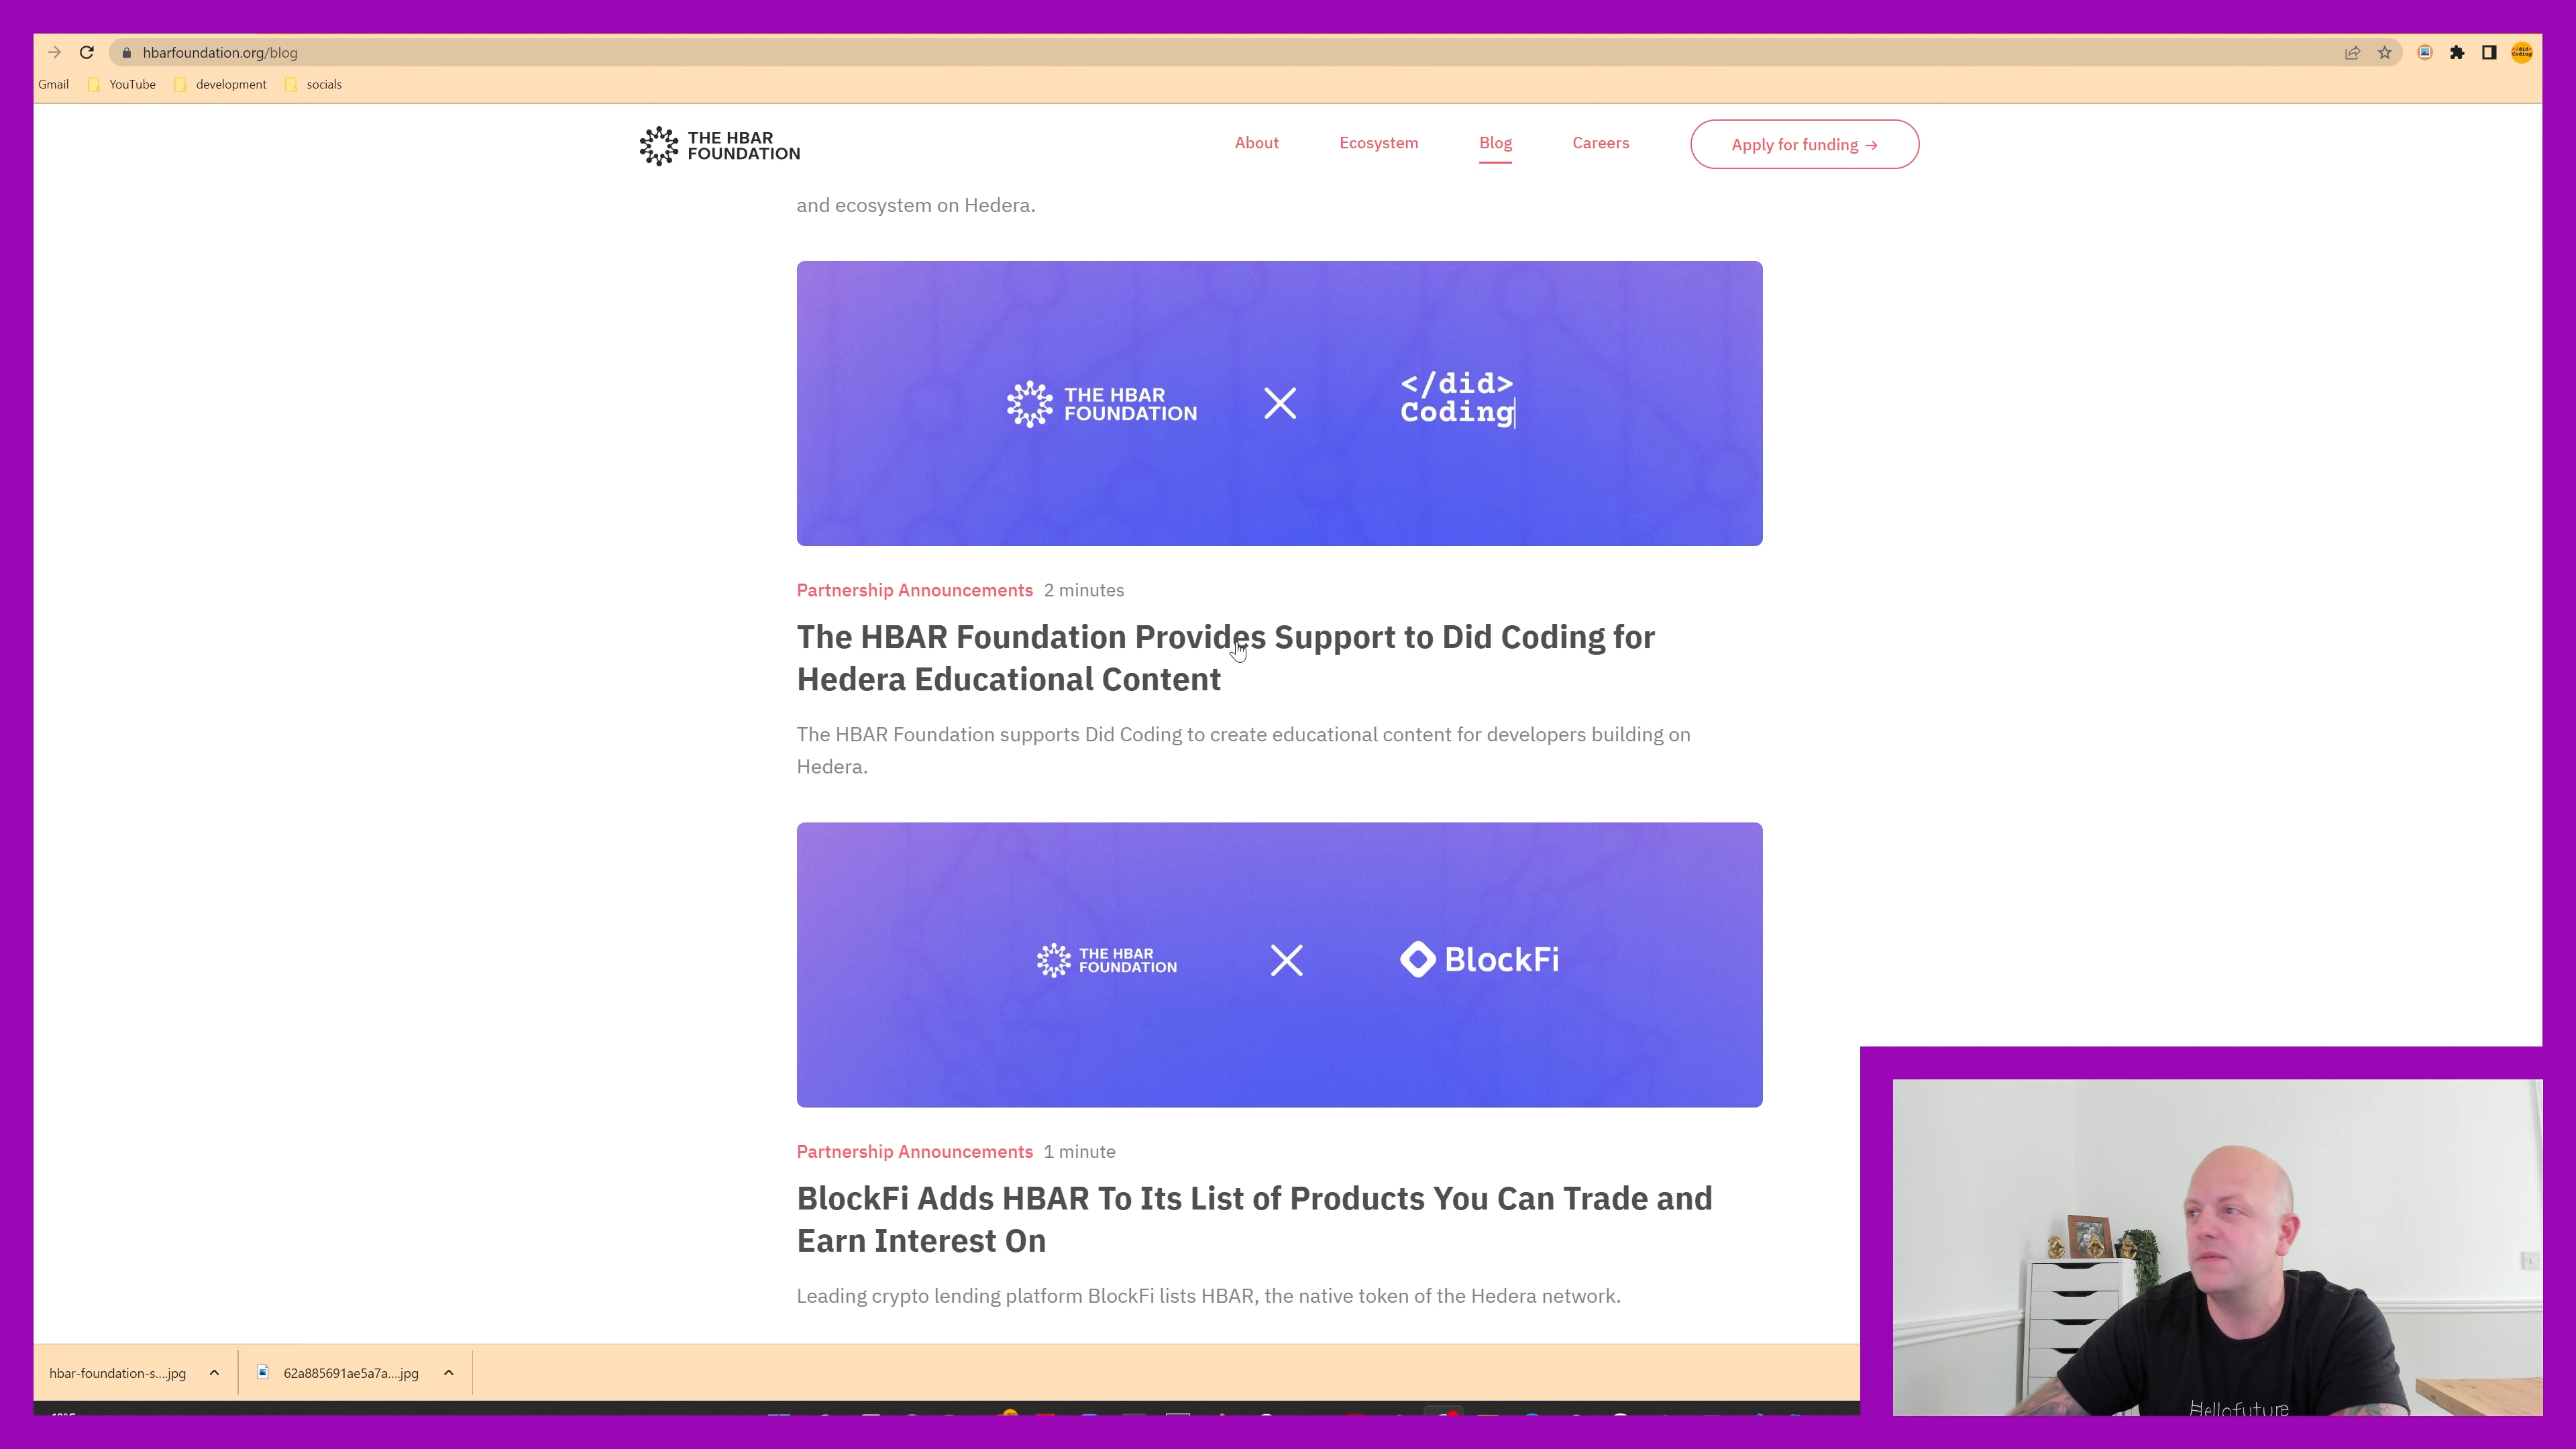 hbarfoundation.org/blog
Gmail YouTube development socials
THE HBAR
FOUNDATION
About Ecosystem Blog Careers Apply for funding →
and ecosystem on Hedera.
THE HBAR
FOUNDATION
</did>
Coding
Partnership Announcements 2 minutes
The HBAR Foundation Provides Support to Did Coding for
Hedera Educational Content
The HBAR Foundation supports Did Coding to create educational content for developers building on
Hedera.
THE HBAR
FOUNDATION
BlockFi
Partnership Announcements 1 minute
BlockFi Adds HBAR To Its List of Products You Can Trade and
Earn Interest On
Leading crypto lending platform BlockFi lists HBAR, the native token of the Hedera network.
hbar-foundation-s....jpg 62a885691ae5a7a....jpg
Hellofuture